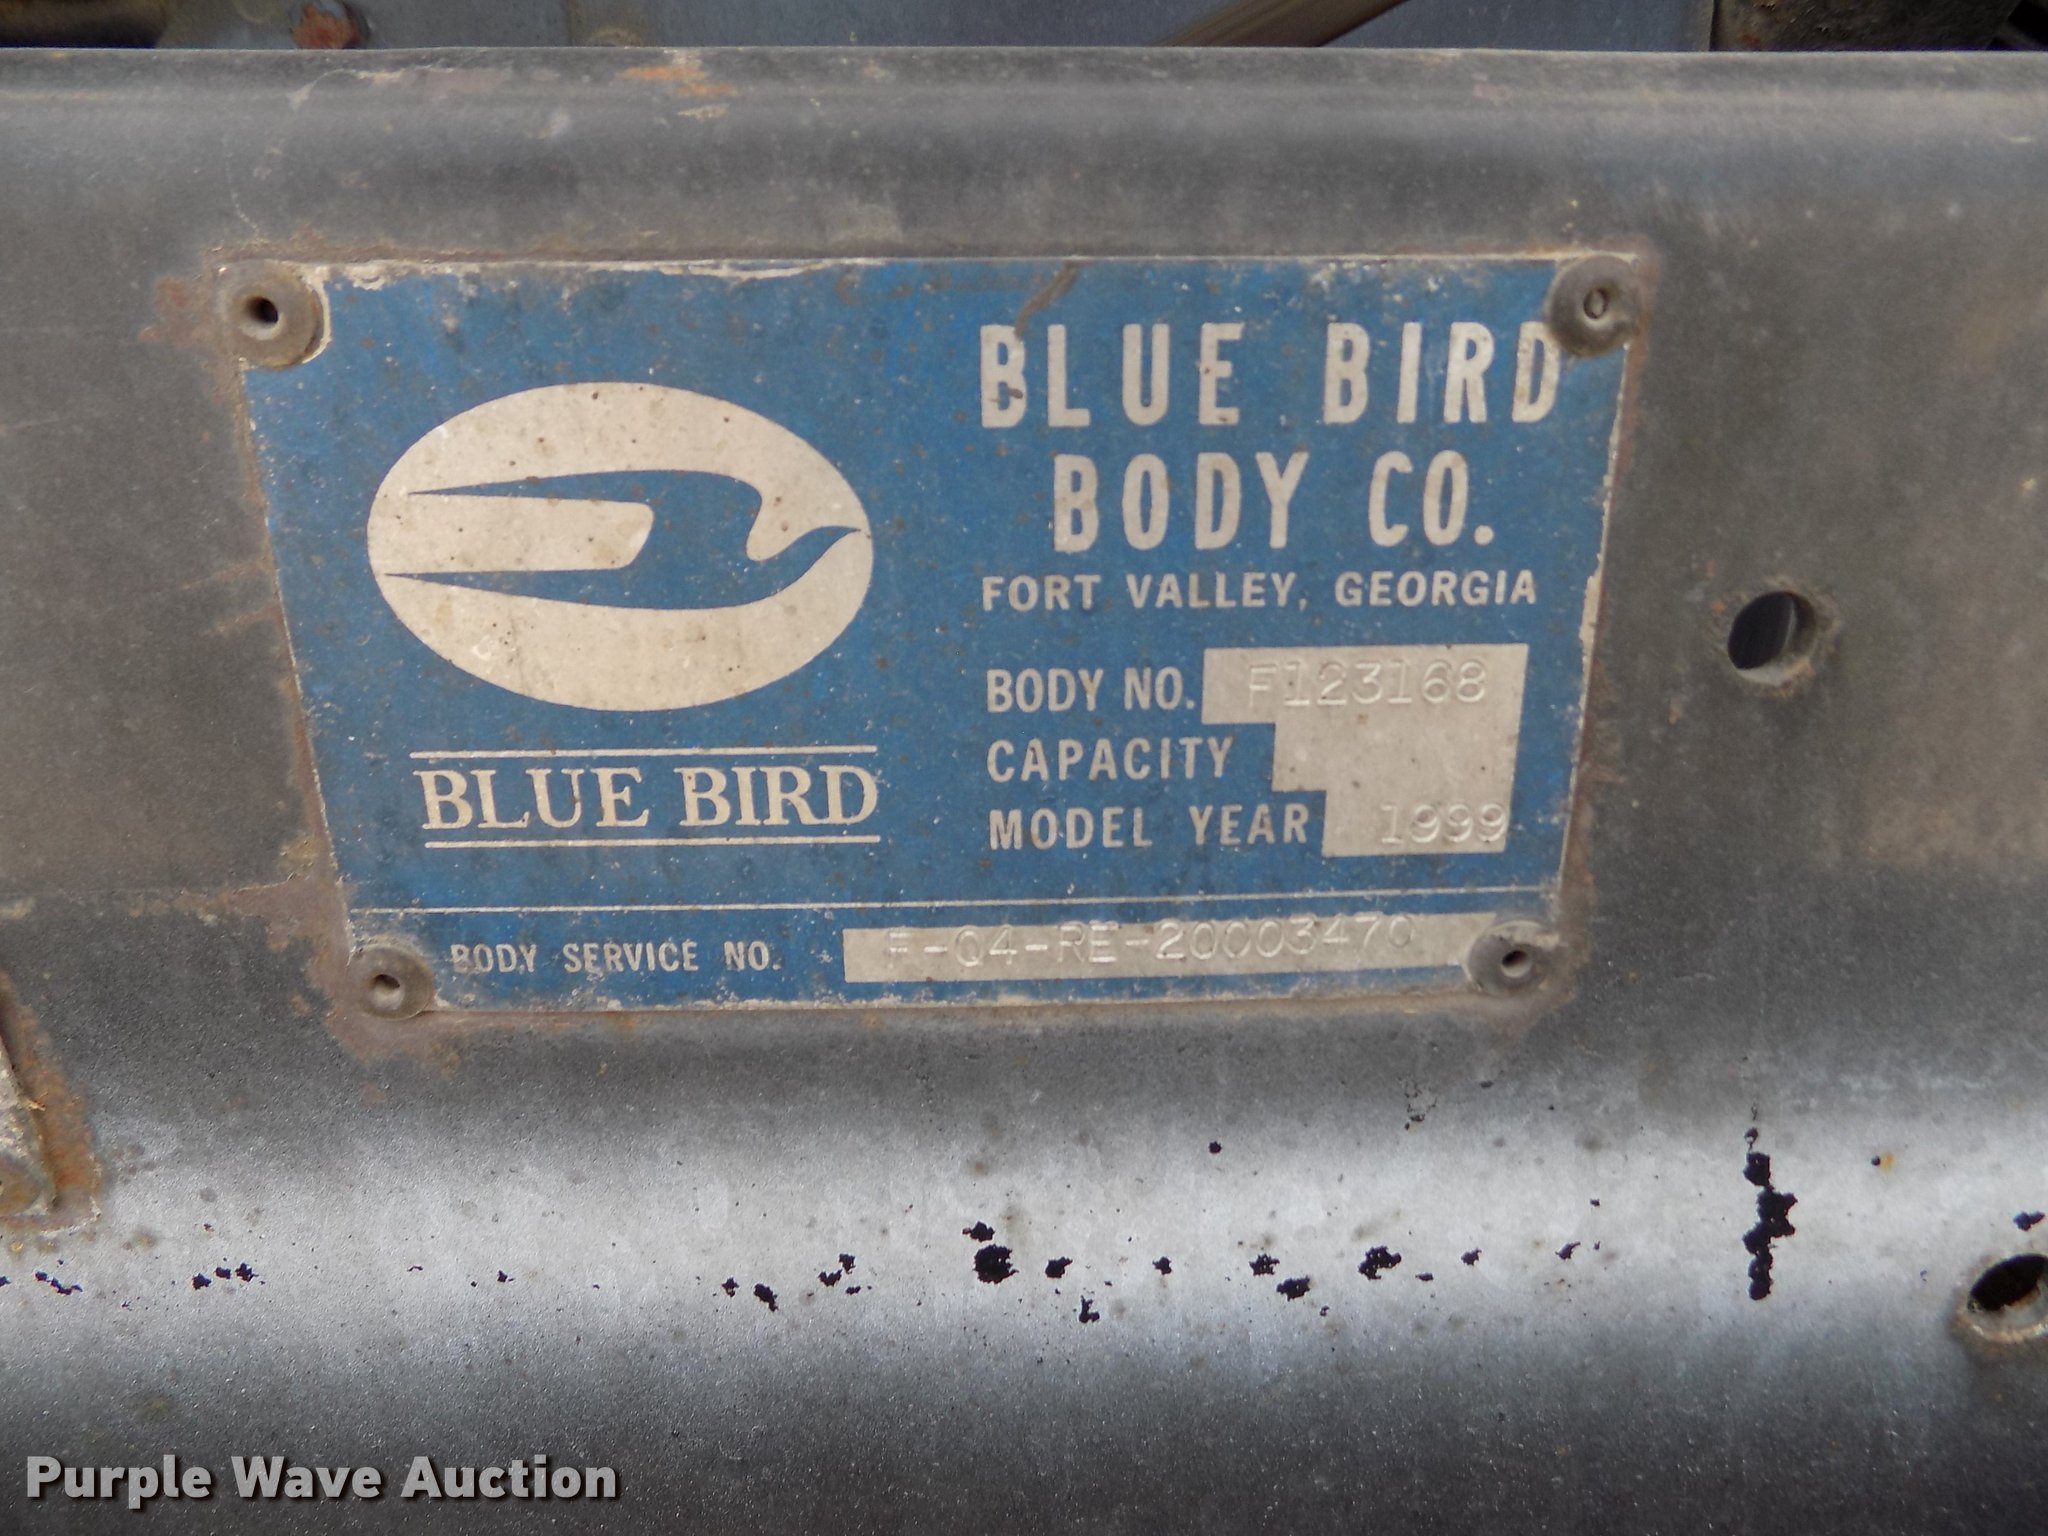 BLUE BIRD
BODY CO.
FORT VALLEY, GEORGIA
BODY NO. F123168
CAPACITY
MODEL YEAR 1999
BLUE BIRD
BODY SERVICE NO. F-Q4-RE-20003470
Purple Wave Auction